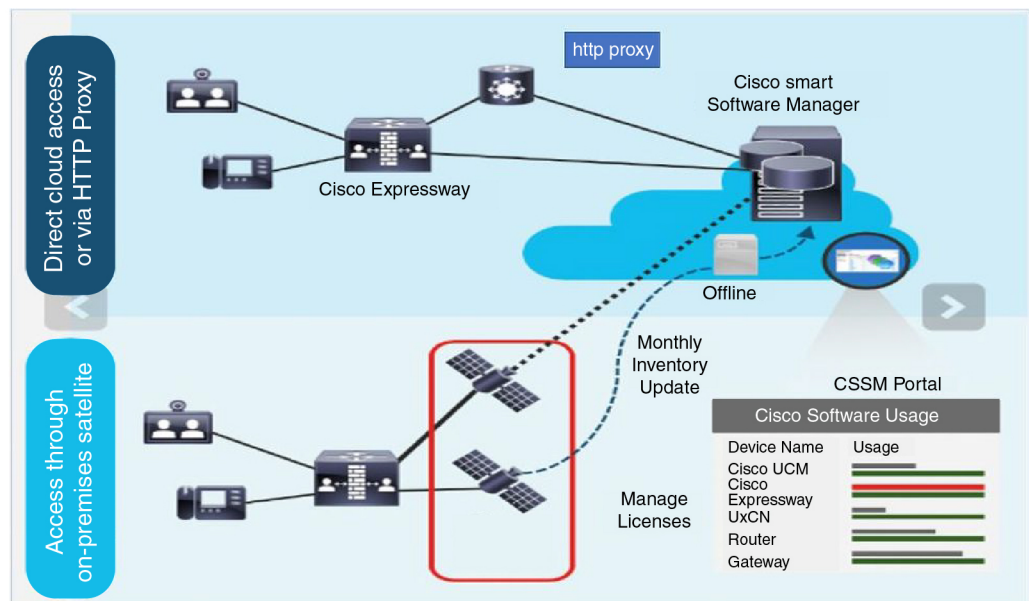 Direct cloud access
or via HTTP Proxy
http proxy
Cisco smart
Software Manager
Cisco Expressway
Offline
Access through
on-premises satellite
Monthly
Inventory
Update
Manage
Licenses
CSSM Portal
Cisco Software Usage
Device Name Usage
Cisco UCM
Cisco
Expressway
UxCN
Router
Gateway